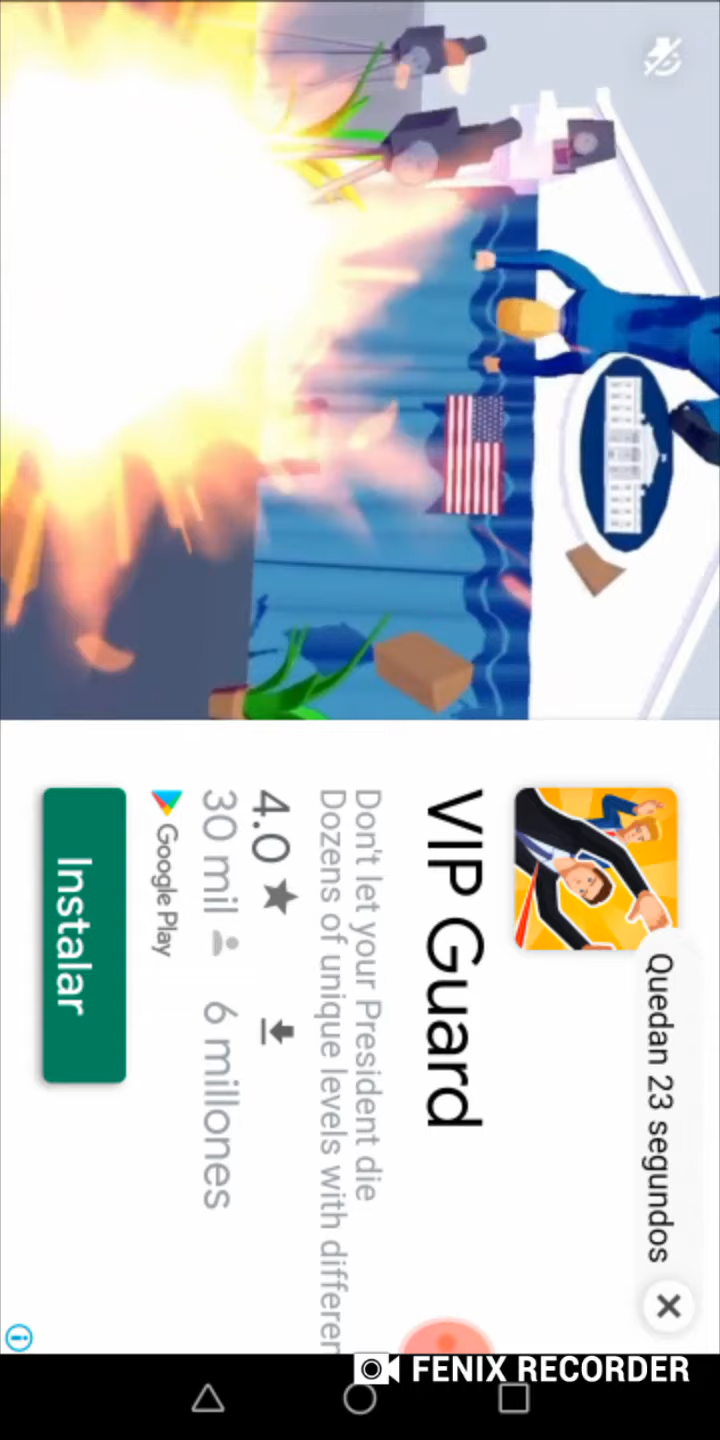 Quedan 23 segundos
VIP Guard
Don't let your President die
Dozens of unique levels with differen
4.0
30 mil 6 millones
Google Play
Instalar
FENIX RECORDER